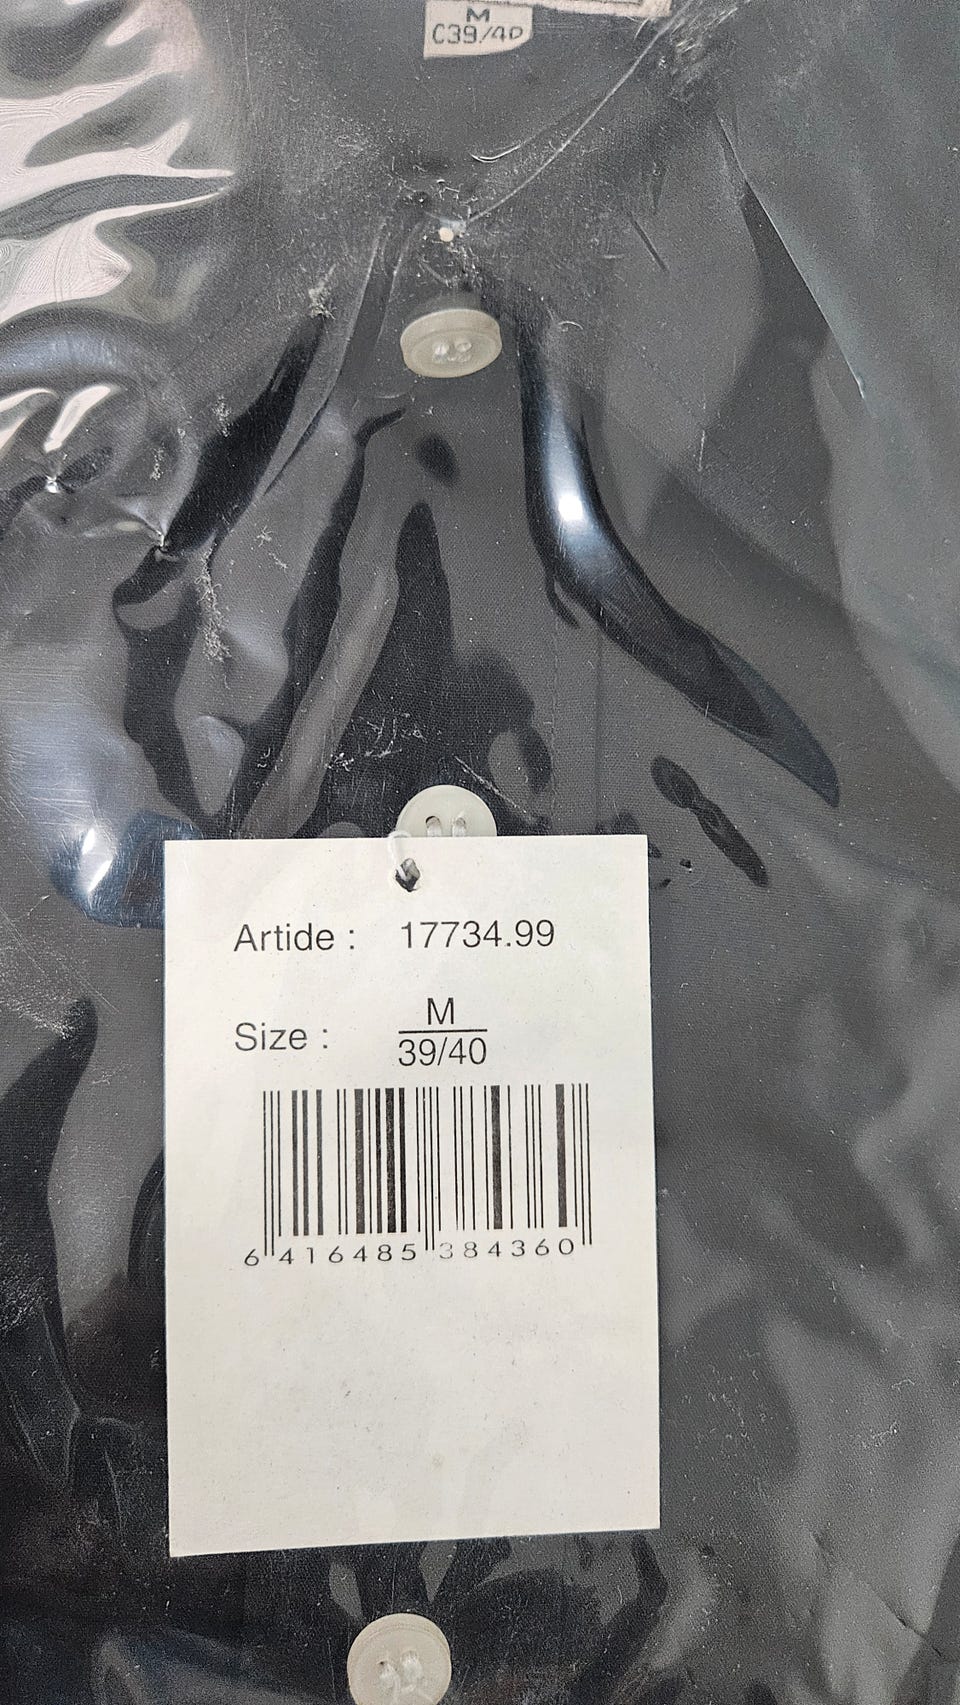 M
C39/40
Artide : 17734.99
Size : M
39/40
6 416485 384360